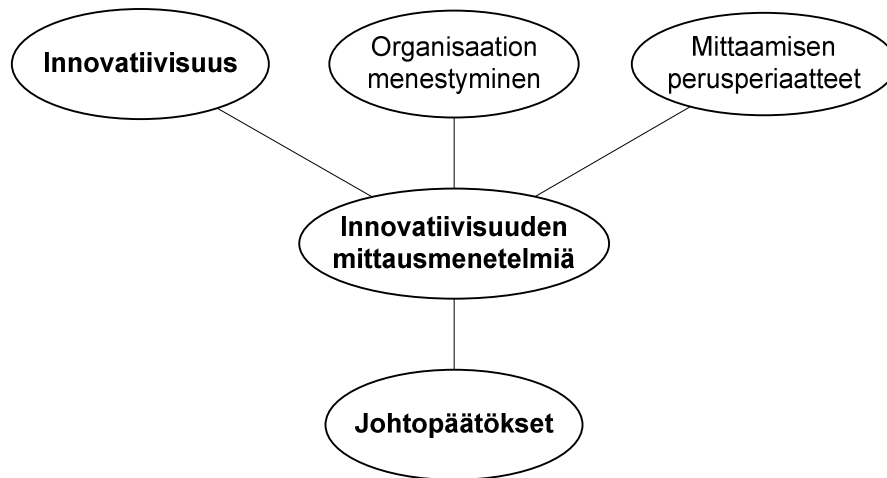 Innovatiivisuus
Organisaation
menestyminen
Mittaamisen
perusperiaatteet
Innovatiivisuuden
mittausmenetelmiä
Johtopäätökset